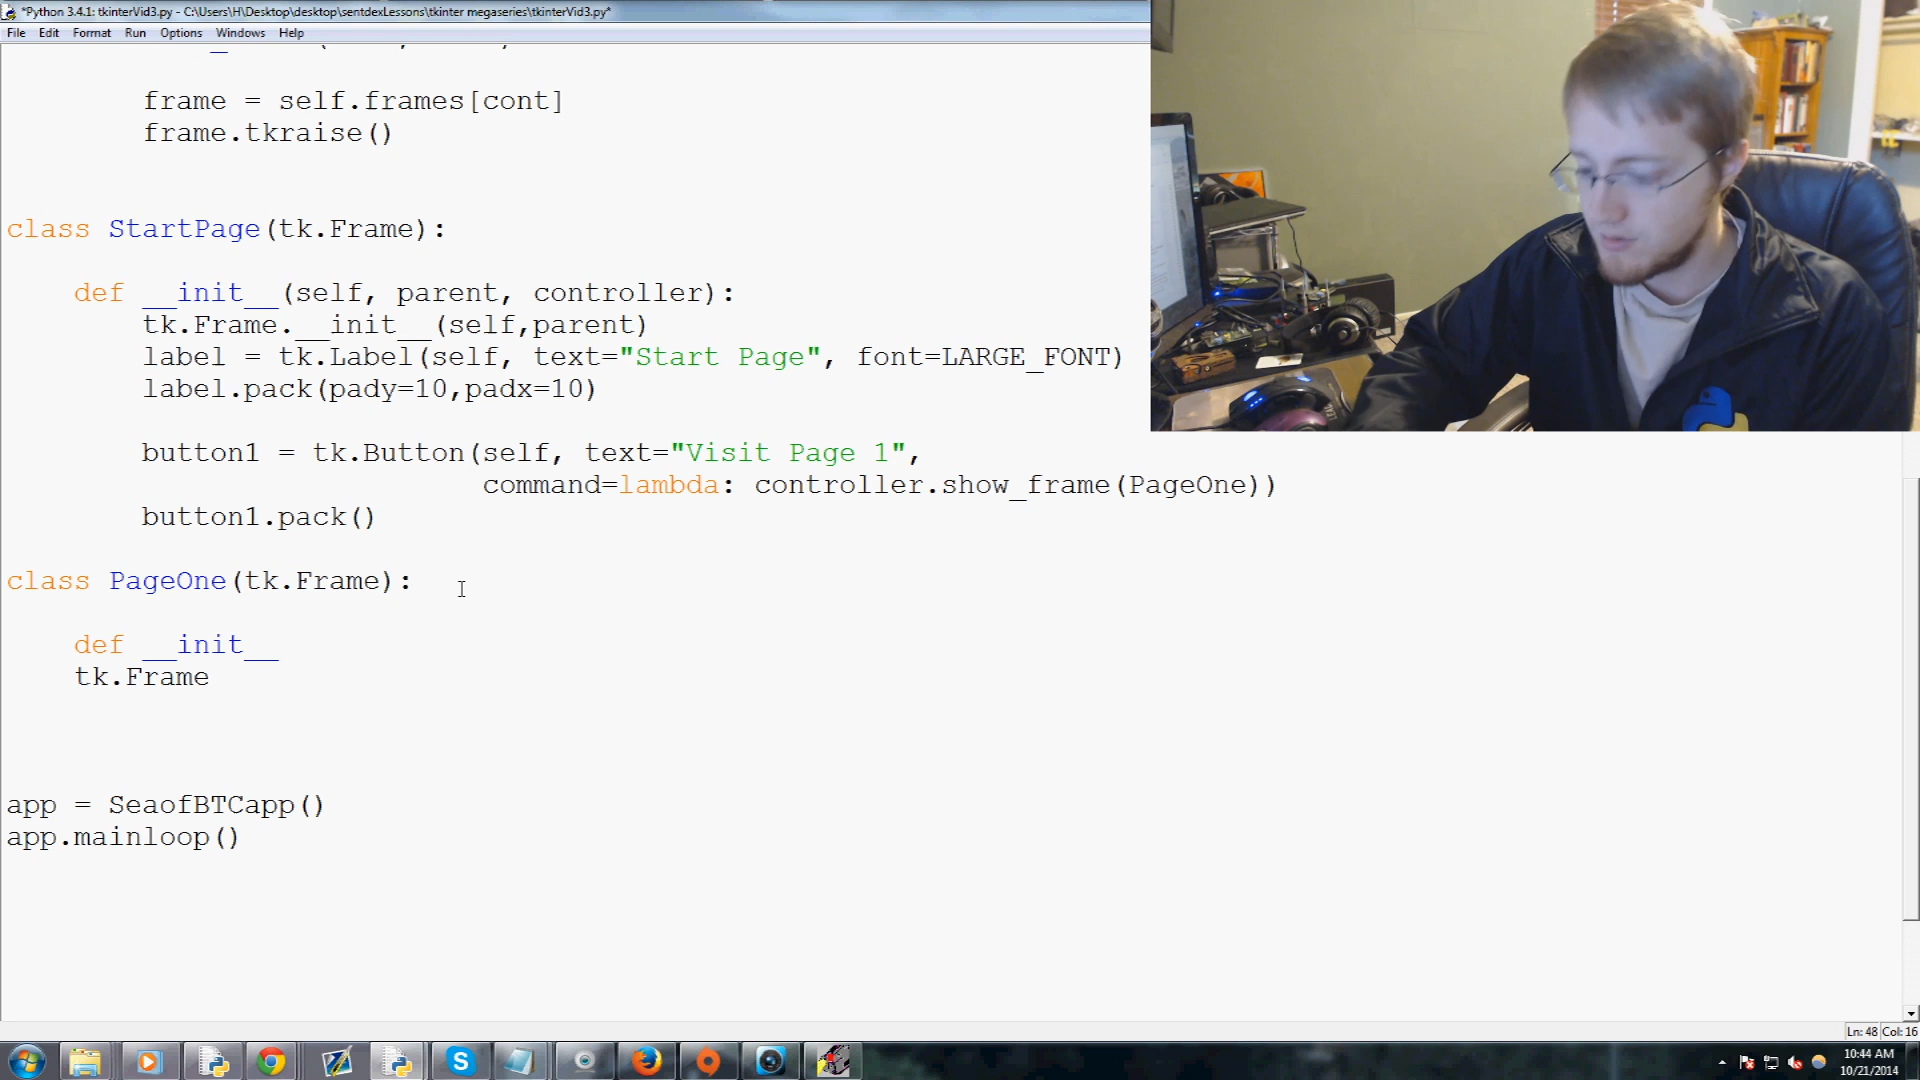 *Python 3.4.1: tkinterVid3.py - C:\Users\H\Desktop\desktop\sentdexLessons\tkinter megaseries\tkinterVid3.py*
File Edit Format Run Options Windows Help
frame = self.frames[cont]
frame.tkraise()
class StartPage(tk.Frame):
def __init__(self, parent, controller):
tk.Frame.__init__(self,parent)
label = tk.Label(self, text="Start Page", font=LARGE_FONT)
label.pack(pady=10,padx=10)
button1 = tk.Button(self, text="Visit Page 1",
command=lambda: controller.show_frame(PageOne))
button1.pack()
class PageOne(tk.Frame):
def __init__
tk.Frame
app = SeaofBTCapp()
app.mainloop()
Ln: 48 Col: 16
10:44 AM
10/21/2014